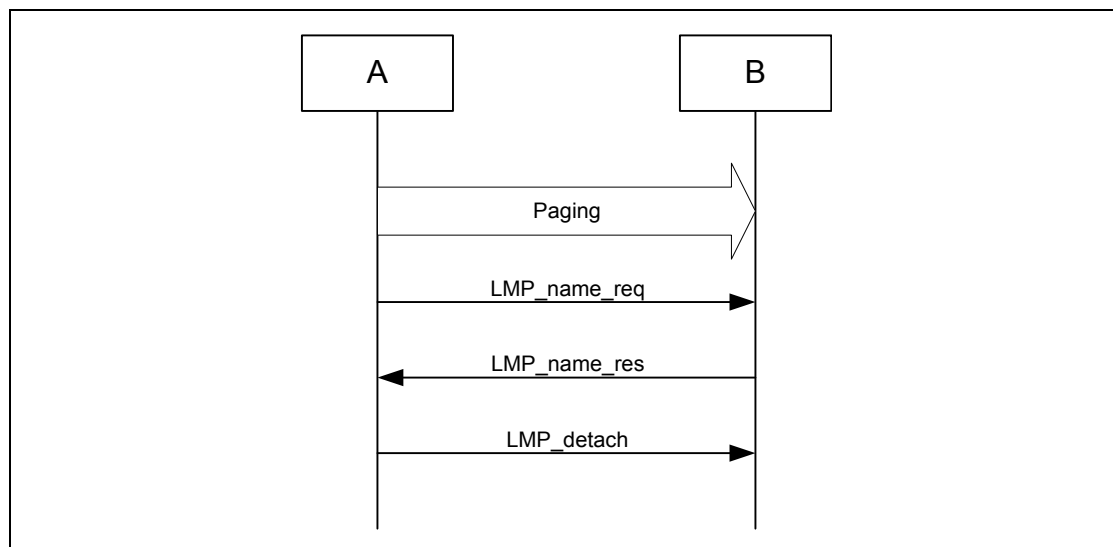 A
B
Paging
LMP_name_req
LMP_name_res
LMP_detach